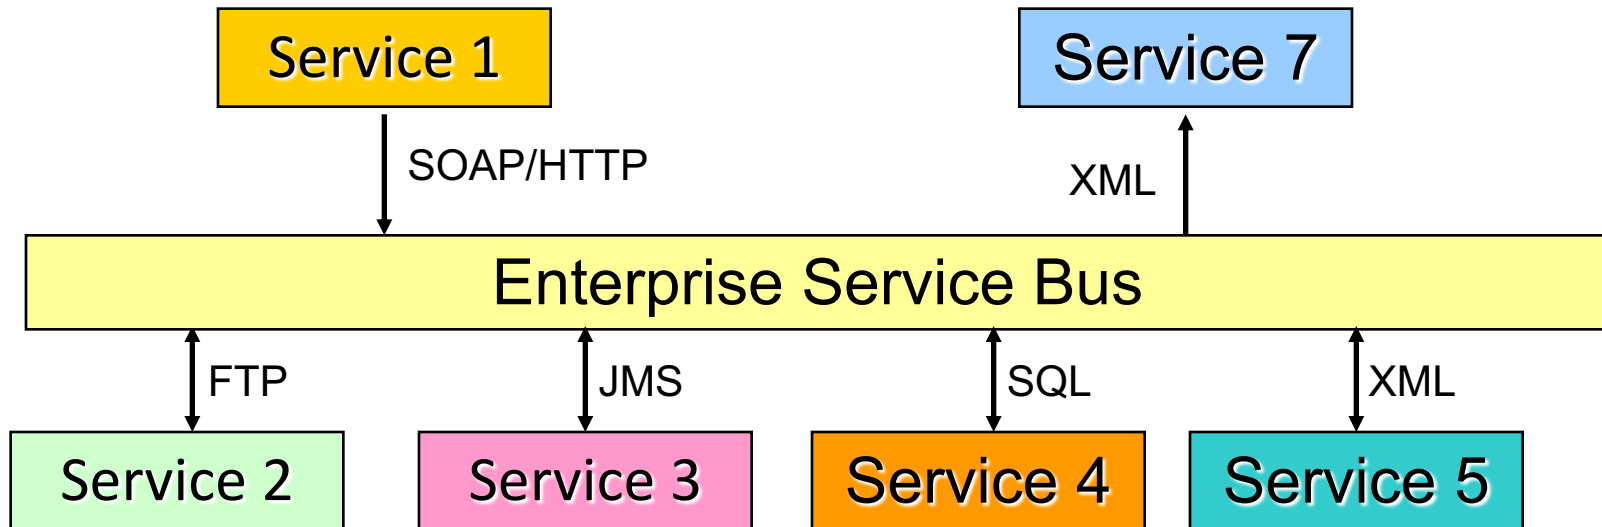 Service 1
Service 7
SOAP/HTTP
XML
Enterprise Service Bus
FTP
JMS
SQL
XML
Service 2
Service 3
Service 4
Service 5